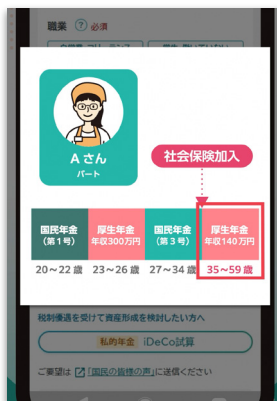 職業 ? 必須
Aさん
パート
社会保険加入
国民年金
(第1号)
厚生年金
年収300万円
国民年金
(第3号)
厚生年金
年収140万円
20~22歳
23~26歳
27~34歳
35~59歳
税制優遇を受けて資産形成を検討したい方へ
私的年金 iDeCo試算
ご要望は「国民の皆様の声」に送信ください